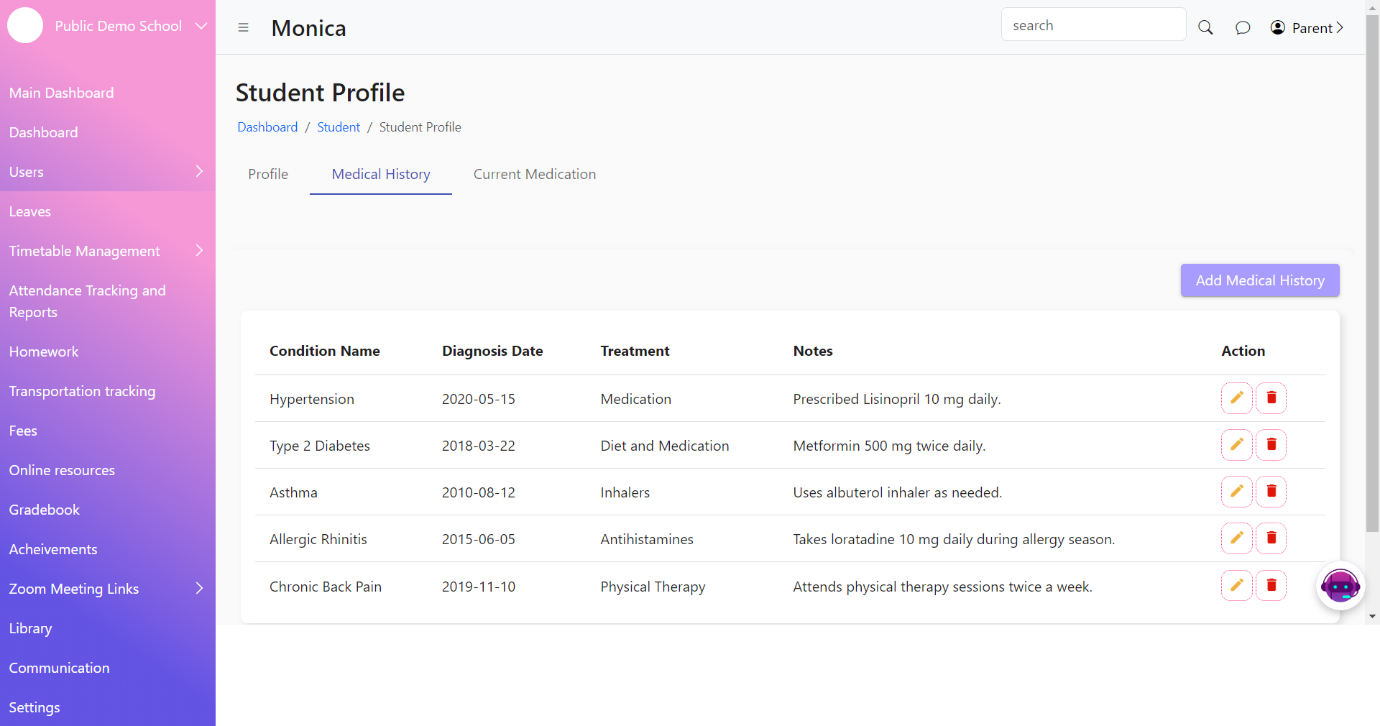 Public Demo School
Main Dashboard
Dashboard
Users
Leaves
Timetable Management
Attendance Tracking and
Reports
Homework
Transportation tracking
Fees
Online resources
Gradebook
Acheivements
Zoom Meeting Links
Library
Communication
Settings
Monica
search
Parent
Student Profile
Dashboard / Student / Student Profile
Profile Medical History Current Medication
Add Medical History
Condition Name Diagnosis Date Treatment Notes Action
Hypertension 2020-05-15 Medication Prescribed Lisinopril 10 mg daily.
Type 2 Diabetes 2018-03-22 Diet and Medication Metformin 500 mg twice daily.
Asthma 2010-08-12 Inhalers Uses albuterol inhaler as needed.
Allergic Rhinitis 2015-06-05 Antihistamines Takes loratadine 10 mg daily during allergy season.
Chronic Back Pain 2019-11-10 Physical Therapy Attends physical therapy sessions twice a week.